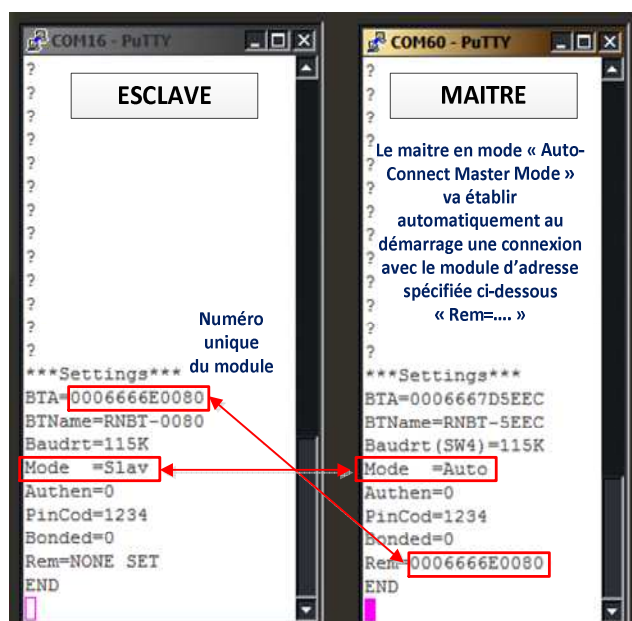 COM16 - PuTTY
?
?
?
?
?
?
?
?
?
?
?
?
?
ESCLAVE
Numéro
unique
du module
***Settings***
BTA=0006666E0080
BTName=RNBT-0080
Baudrt=115K
Mode  =Slav
Authen=0
PinCod=1234
Bonded=0
Rem=NONE SET
END
COM60 - PuTTY
?
?
?
?
?
?
?
?
?
?
?
?
?
MAITRE
Le maitre en mode « Auto-
Connect Master Mode »
va établir
automatiquement au
démarrage une connexion
avec le module d’adresse
spécifiée ci-dessous
« Rem=.... »
***Settings***
BTA=0006667D5EEC
BTName=RNBT-5EEC
Baudrt(SW4)=115K
Mode  =Auto
Authen=0
PinCod=1234
Bonded=0
Rem=0006666E0080
END